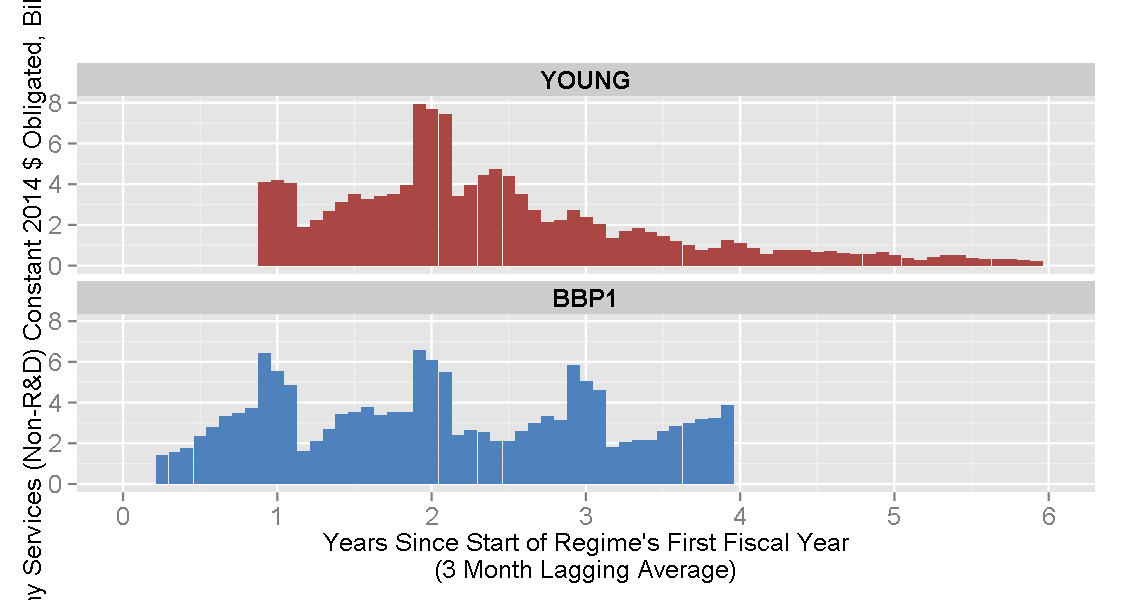 ny Services (Non-R&D) Constant 2014 $ Obligated, Bil
YOUNG
8
6
4
2
0
BBP1
8
6
4
2
0
0 1 2 3 4 5 6
Years Since Start of Regime's First Fiscal Year
(3 Month Lagging Average)